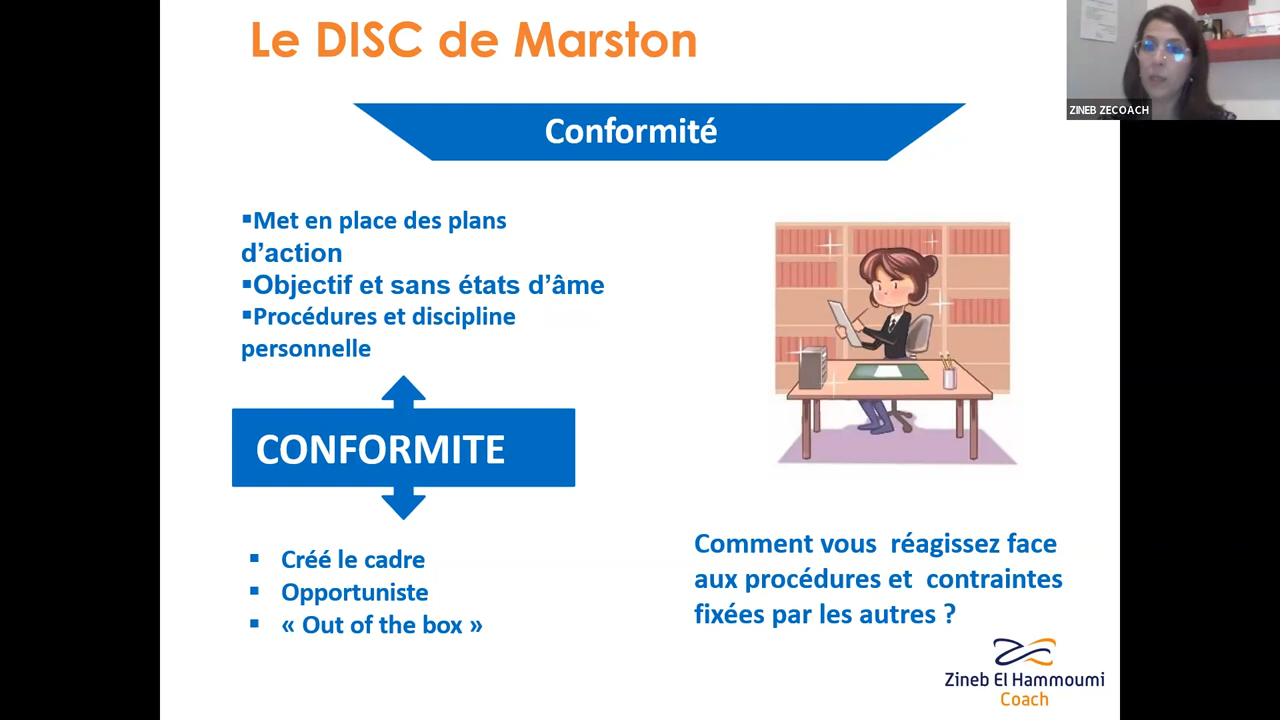 Le DISC de Marston
ZINEB ZECOACH
Conformité
▪Met en place des plans
d’action
▪Objectif et sans états d’âme
▪Procédures et discipline
personnelle
CONFORMITE
▪ Créé le cadre
▪ Opportuniste
▪ « Out of the box »
Comment vous réagissez face
aux procédures et contraintes
fixées par les autres ?
Zineb El Hammoumi
Coach